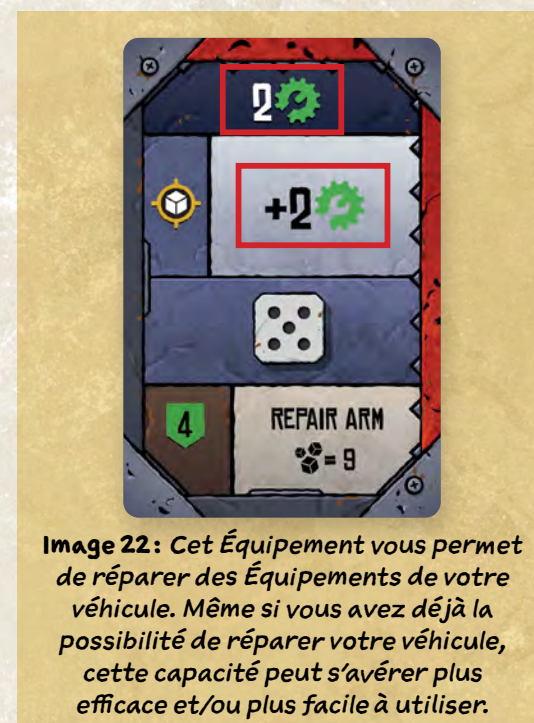 2
+2
4
REPAIR ARM
= 9
Image 22 : Cet Équipement vous permet
de réparer des Équipements de votre
véhicule. Même si vous avez déjà la
possibilité de réparer votre véhicule,
cette capacité peut s'avérer plus
efficace et/ou plus facile à utiliser.